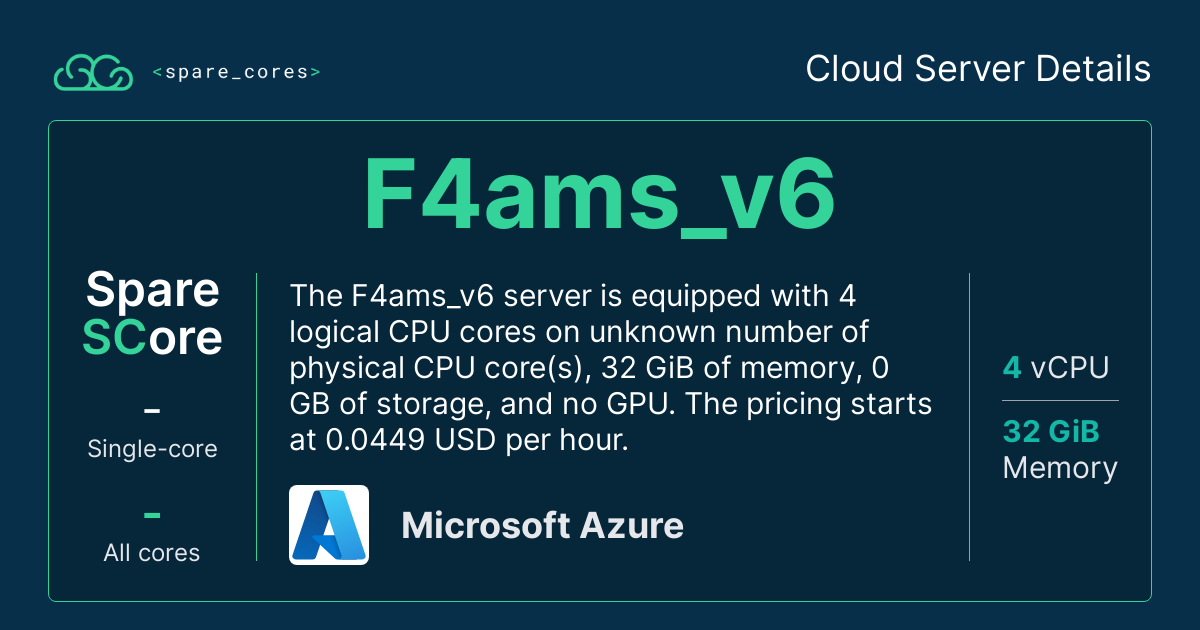 <spare_cores>
Cloud Server Details
F4ams_v6
Spare
SCore
-
Single-core
-
All cores
The F4ams_v6 server is equipped with 4
logical CPU cores on unknown number of
physical CPU core(s), 32 GiB of memory, 0
GB of storage, and no GPU. The pricing starts
at 0.0449 USD per hour.
Microsoft Azure
4 vCPU
32 GiB
Memory